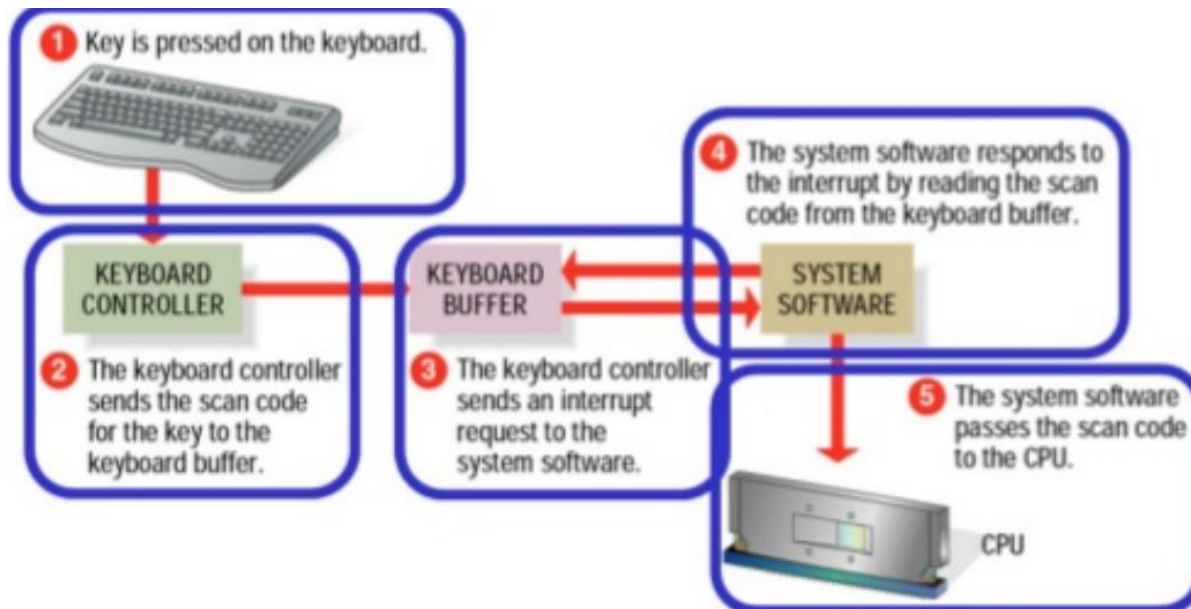 1 Key is pressed on the keyboard.
KEYBOARD
CONTROLLER
2 The keyboard controller
sends the scan code
for the key to the
keyboard buffer.
KEYBOARD
BUFFER
3 The keyboard controller
sends an interrupt
request to the
system software.
4 The system software responds to
the interrupt by reading the scan
code from the keyboard buffer.
SYSTEM
SOFTWARE
5 The system software
passes the scan code
to the CPU.
CPU